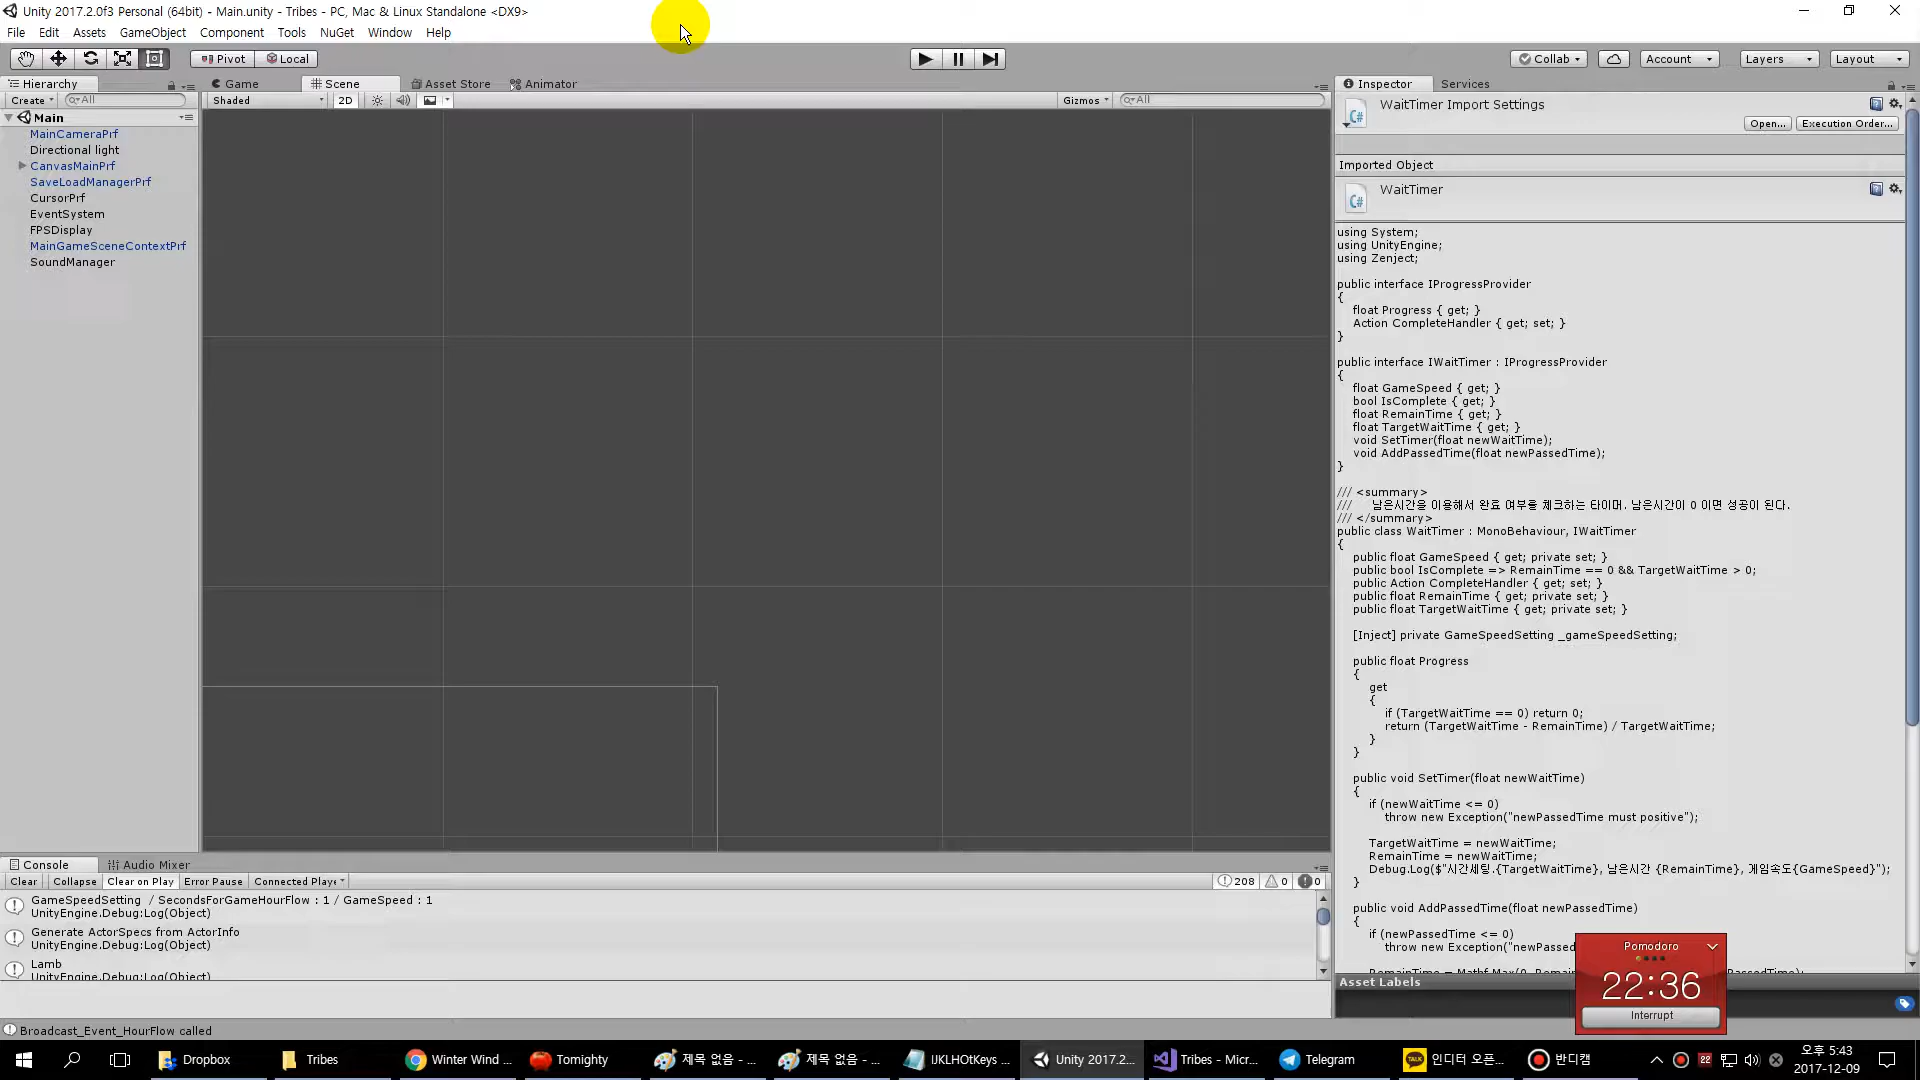 Unity 2017.2.0f3 Personal (64bit) - Main.unity - Tribes - PC, Mac & Linux Standalone <DX9>
File Edit Assets GameObject Component Tools NuGet Window Help
Pivot Local Collab Account Layers Layout
Hierarchy
Create All
Main
MainCameraPrf
Directional light
CanvasMainPrf
SaveLoadManagerPrf
CursorPrf
EventSystem
FPSDisplay
MainGameSceneContextPrf
SoundManager
Game Scene Asset Store Animator
Shaded 2D Gizmos All
Inspector Services
WaitTimer Import Settings
Open... Execution Order...
Imported Object
WaitTimer
using System;
using UnityEngine;
using Zenject;
public interface IProgressProvider
{
float Progress { get; }
Action CompleteHandler { get; set; }
}
public interface IWaitTimer : IProgressProvider
{
float GameSpeed { get; }
bool IsComplete { get; }
float RemainTime { get; }
float TargetWaitTime { get; }
void SetTimer(float newWaitTime);
void AddPassedTime(float newPassedTime);
}
/// <summary>
/// 남은시간을 이용해서 완료 여부를 체크하는 타이머. 남은시간이 0 이면 성공이 된다.
/// </summary>
public class WaitTimer : MonoBehaviour, IWaitTimer
{
public float GameSpeed { get; private set; }
public bool IsComplete => RemainTime == 0 && TargetWaitTime > 0;
public Action CompleteHandler { get; set; }
public float RemainTime { get; private set; }
public float TargetWaitTime { get; private set; }
[Inject] private GameSpeedSetting _gameSpeedSetting;
public float Progress
{
get
{
if (TargetWaitTime == 0) return 0;
return (TargetWaitTime - RemainTime) / TargetWaitTime;
}
}
public void SetTimer(float newWaitTime)
{
if (newWaitTime <= 0)
throw new Exception("newPassedTime must positive");
TargetWaitTime = newWaitTime;
RemainTime = newWaitTime;
Debug.Log($"시간세팅.{TargetWaitTime}, 남은시간 {RemainTime}, 게임속도{GameSpeed}");
}
public void AddPassedTime(float newPassedTime)
{
if (newPassedTime <= 0)
throw new Exception("newPassed
Asset Labels
Pomodoro
22:36
Interrupt
Console Audio Mixer
Clear Collapse Clear on Play Error Pause Connected Playe 208 0 0
GameSpeedSetting / SecondsForGameHourFlow : 1 / GameSpeed : 1
UnityEngine.Debug:Log(Object)
Generate ActorSpecs from ActorInfo
UnityEngine.Debug:Log(Object)
Lamb
UnityEngine.Debug:Log(Object)
Broadcast_Event_HourFlow called
Dropbox Tribes Winter Wind ... Tomighty 제목 없음 - ... 제목 없음 - ... IJKLHOtKeys ... Unity 2017.2... Tribes - Micr... Telegram 인디터 오픈... 반디캠 22
오후 5:43
2017-12-09